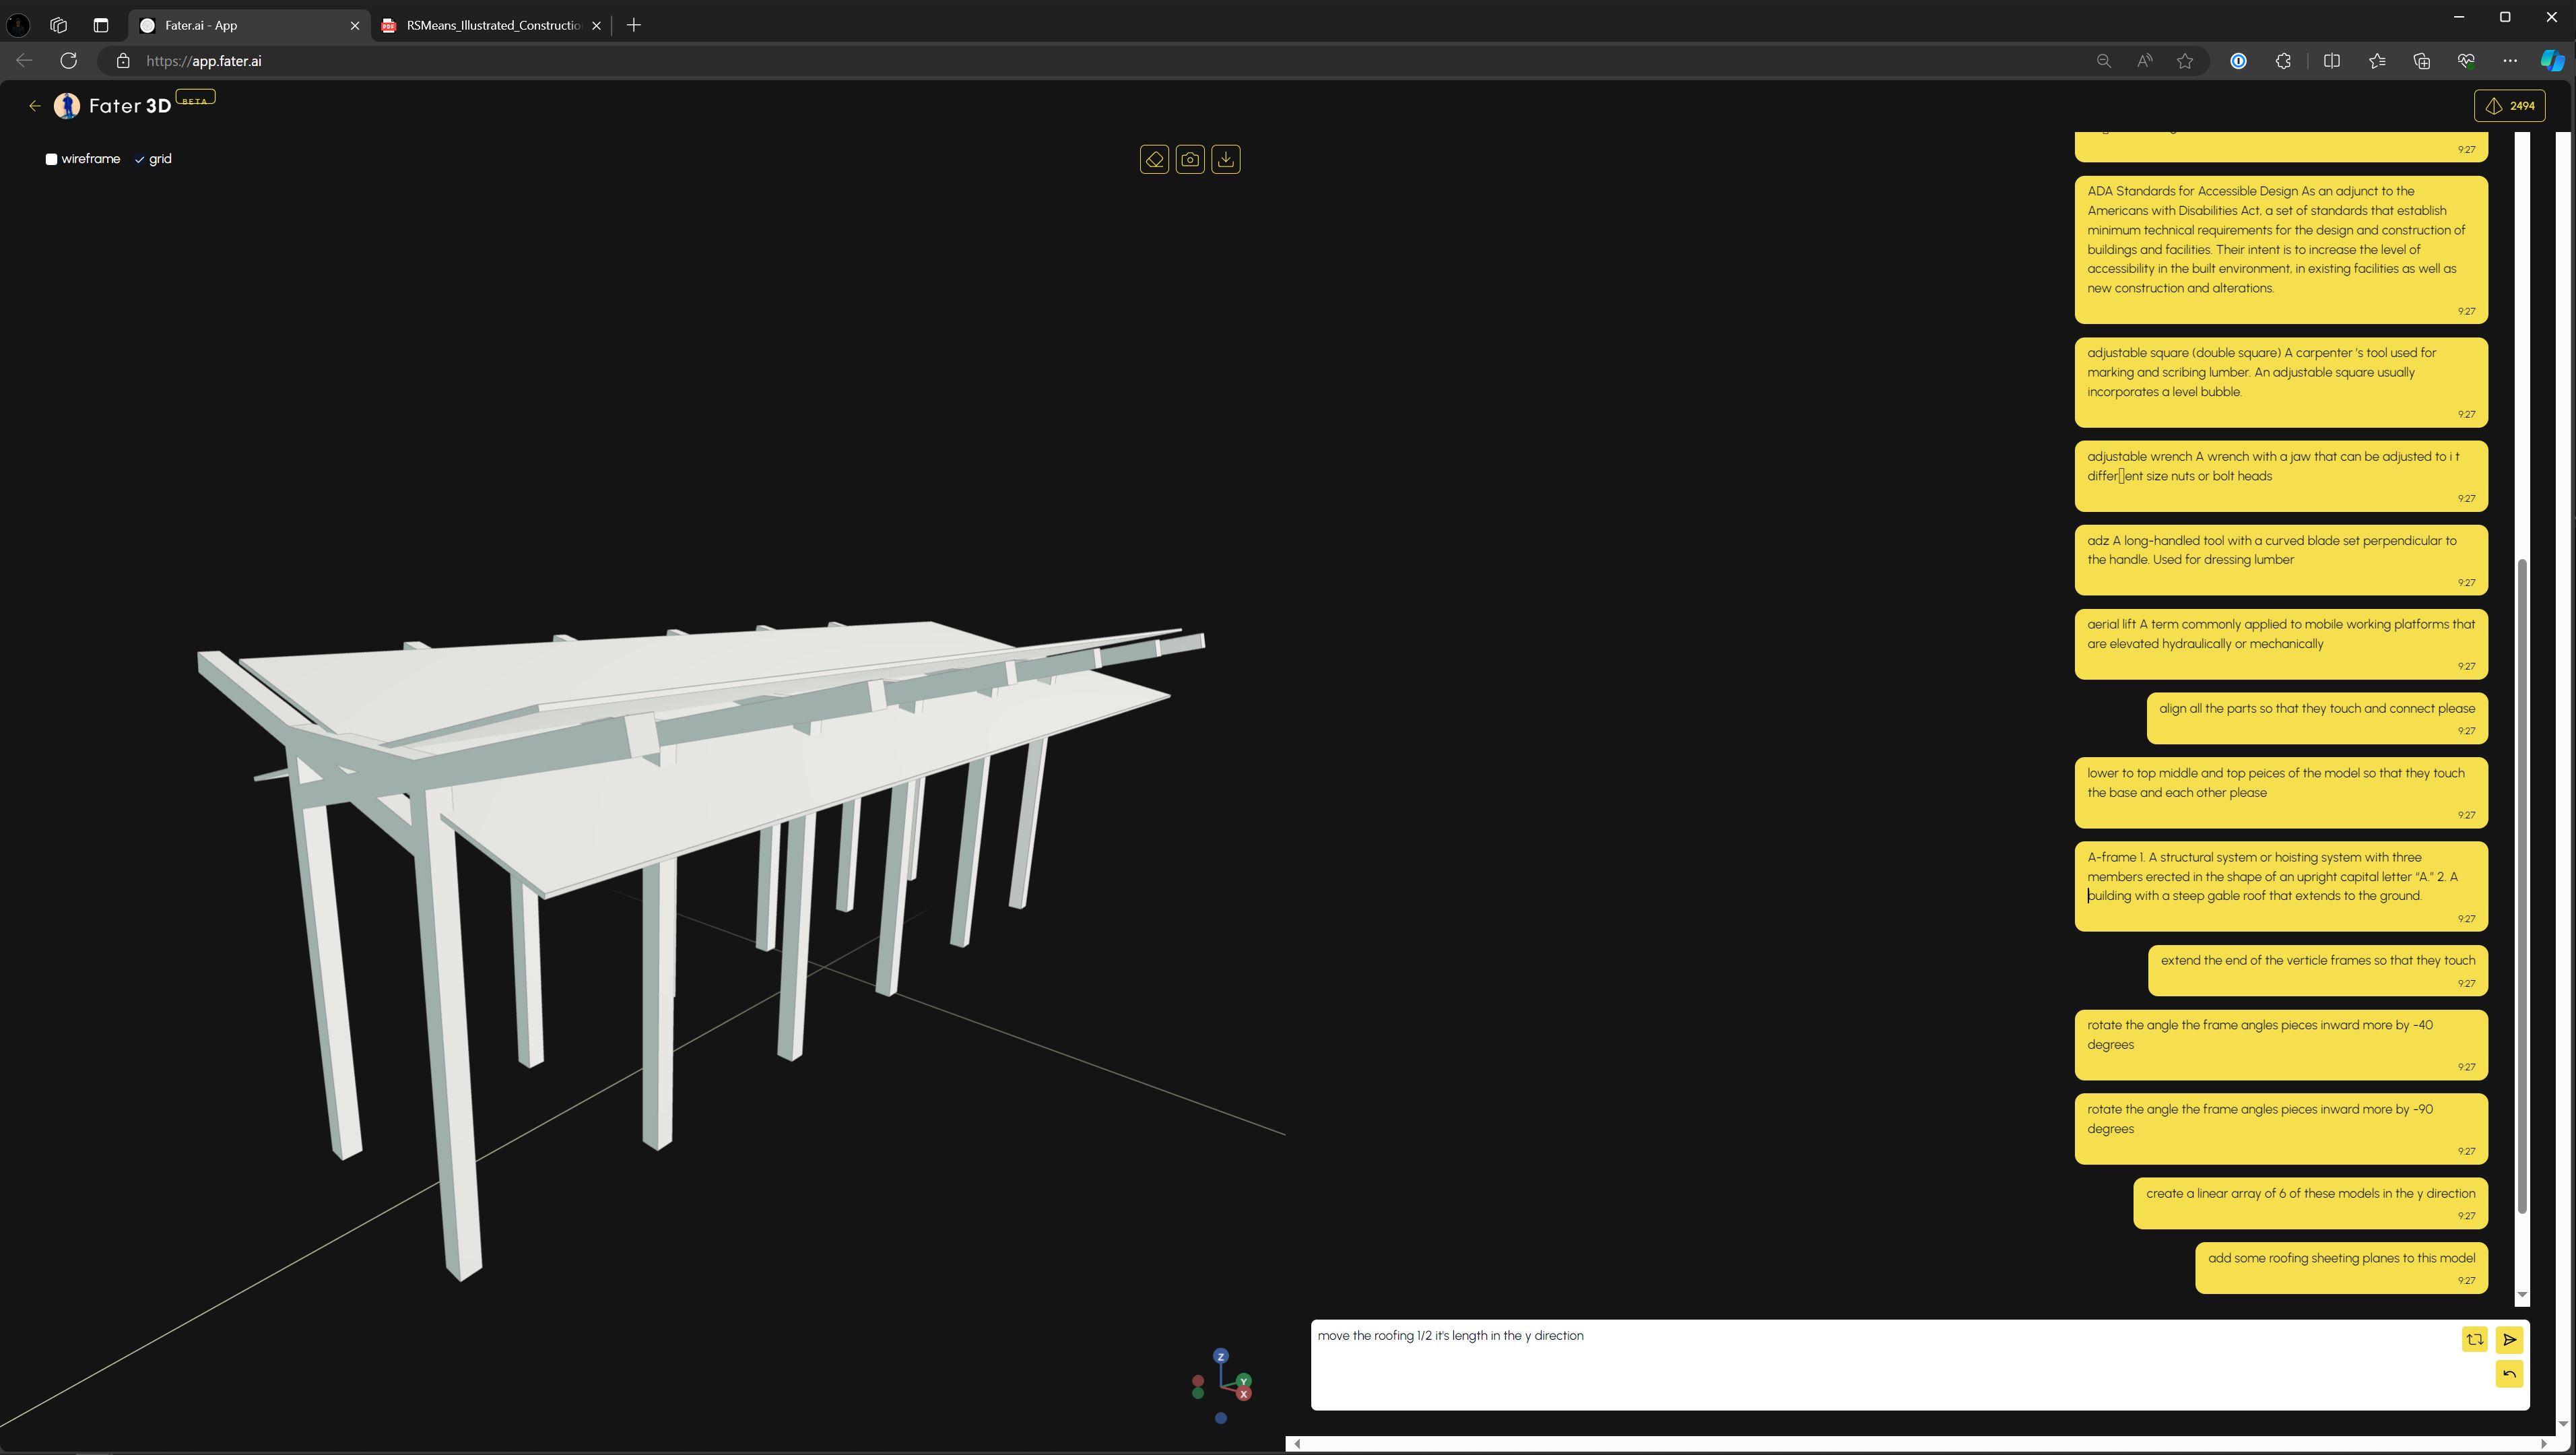 Fater.ai - App
RSMeans_Illustrated_Constructio
https://app.fater.ai
Fater 3D BETA
2494
wireframe grid
9:27
ADA Standards for Accessible Design As an adjunct to the
Americans with Disabilities Act, a set of standards that establish
minimum technical requirements for the design and construction of
buildings and facilities. Their intent is to increase the level of
accessibility in the built environment, in existing facilities as well as
new construction and alterations.
9:27
adjustable square (double square) A carpenter 's tool used for
marking and scribing lumber. An adjustable square usually
incorporates a level bubble.
9:27
adjustable wrench A wrench with a jaw that can be adjusted to i t
differ▯ent size nuts or bolt heads
9:27
adz A long-handled tool with a curved blade set perpendicular to
the handle. Used for dressing lumber
9:27
aerial lift A term commonly applied to mobile working platforms that
are elevated hydraulically or mechanically
9:27
align all the parts so that they touch and connect please
9:27
lower to top middle and top peices of the model so that they touch
the base and each other please
9:27
A-frame 1. A structural system or hoisting system with three
members erected in the shape of an upright capital letter “A.” 2. A
building with a steep gable roof that extends to the ground.
9:27
extend the end of the verticle frames so that they touch
9:27
rotate the angle the frame angles pieces inward more by -40
degrees
9:27
rotate the angle the frame angles pieces inward more by -90
degrees
9:27
create a linear array of 6 of these models in the y direction
9:27
add some roofing sheeting planes to this model
9:27
move the roofing 1/2 it's length in the y direction
Z
Y
X